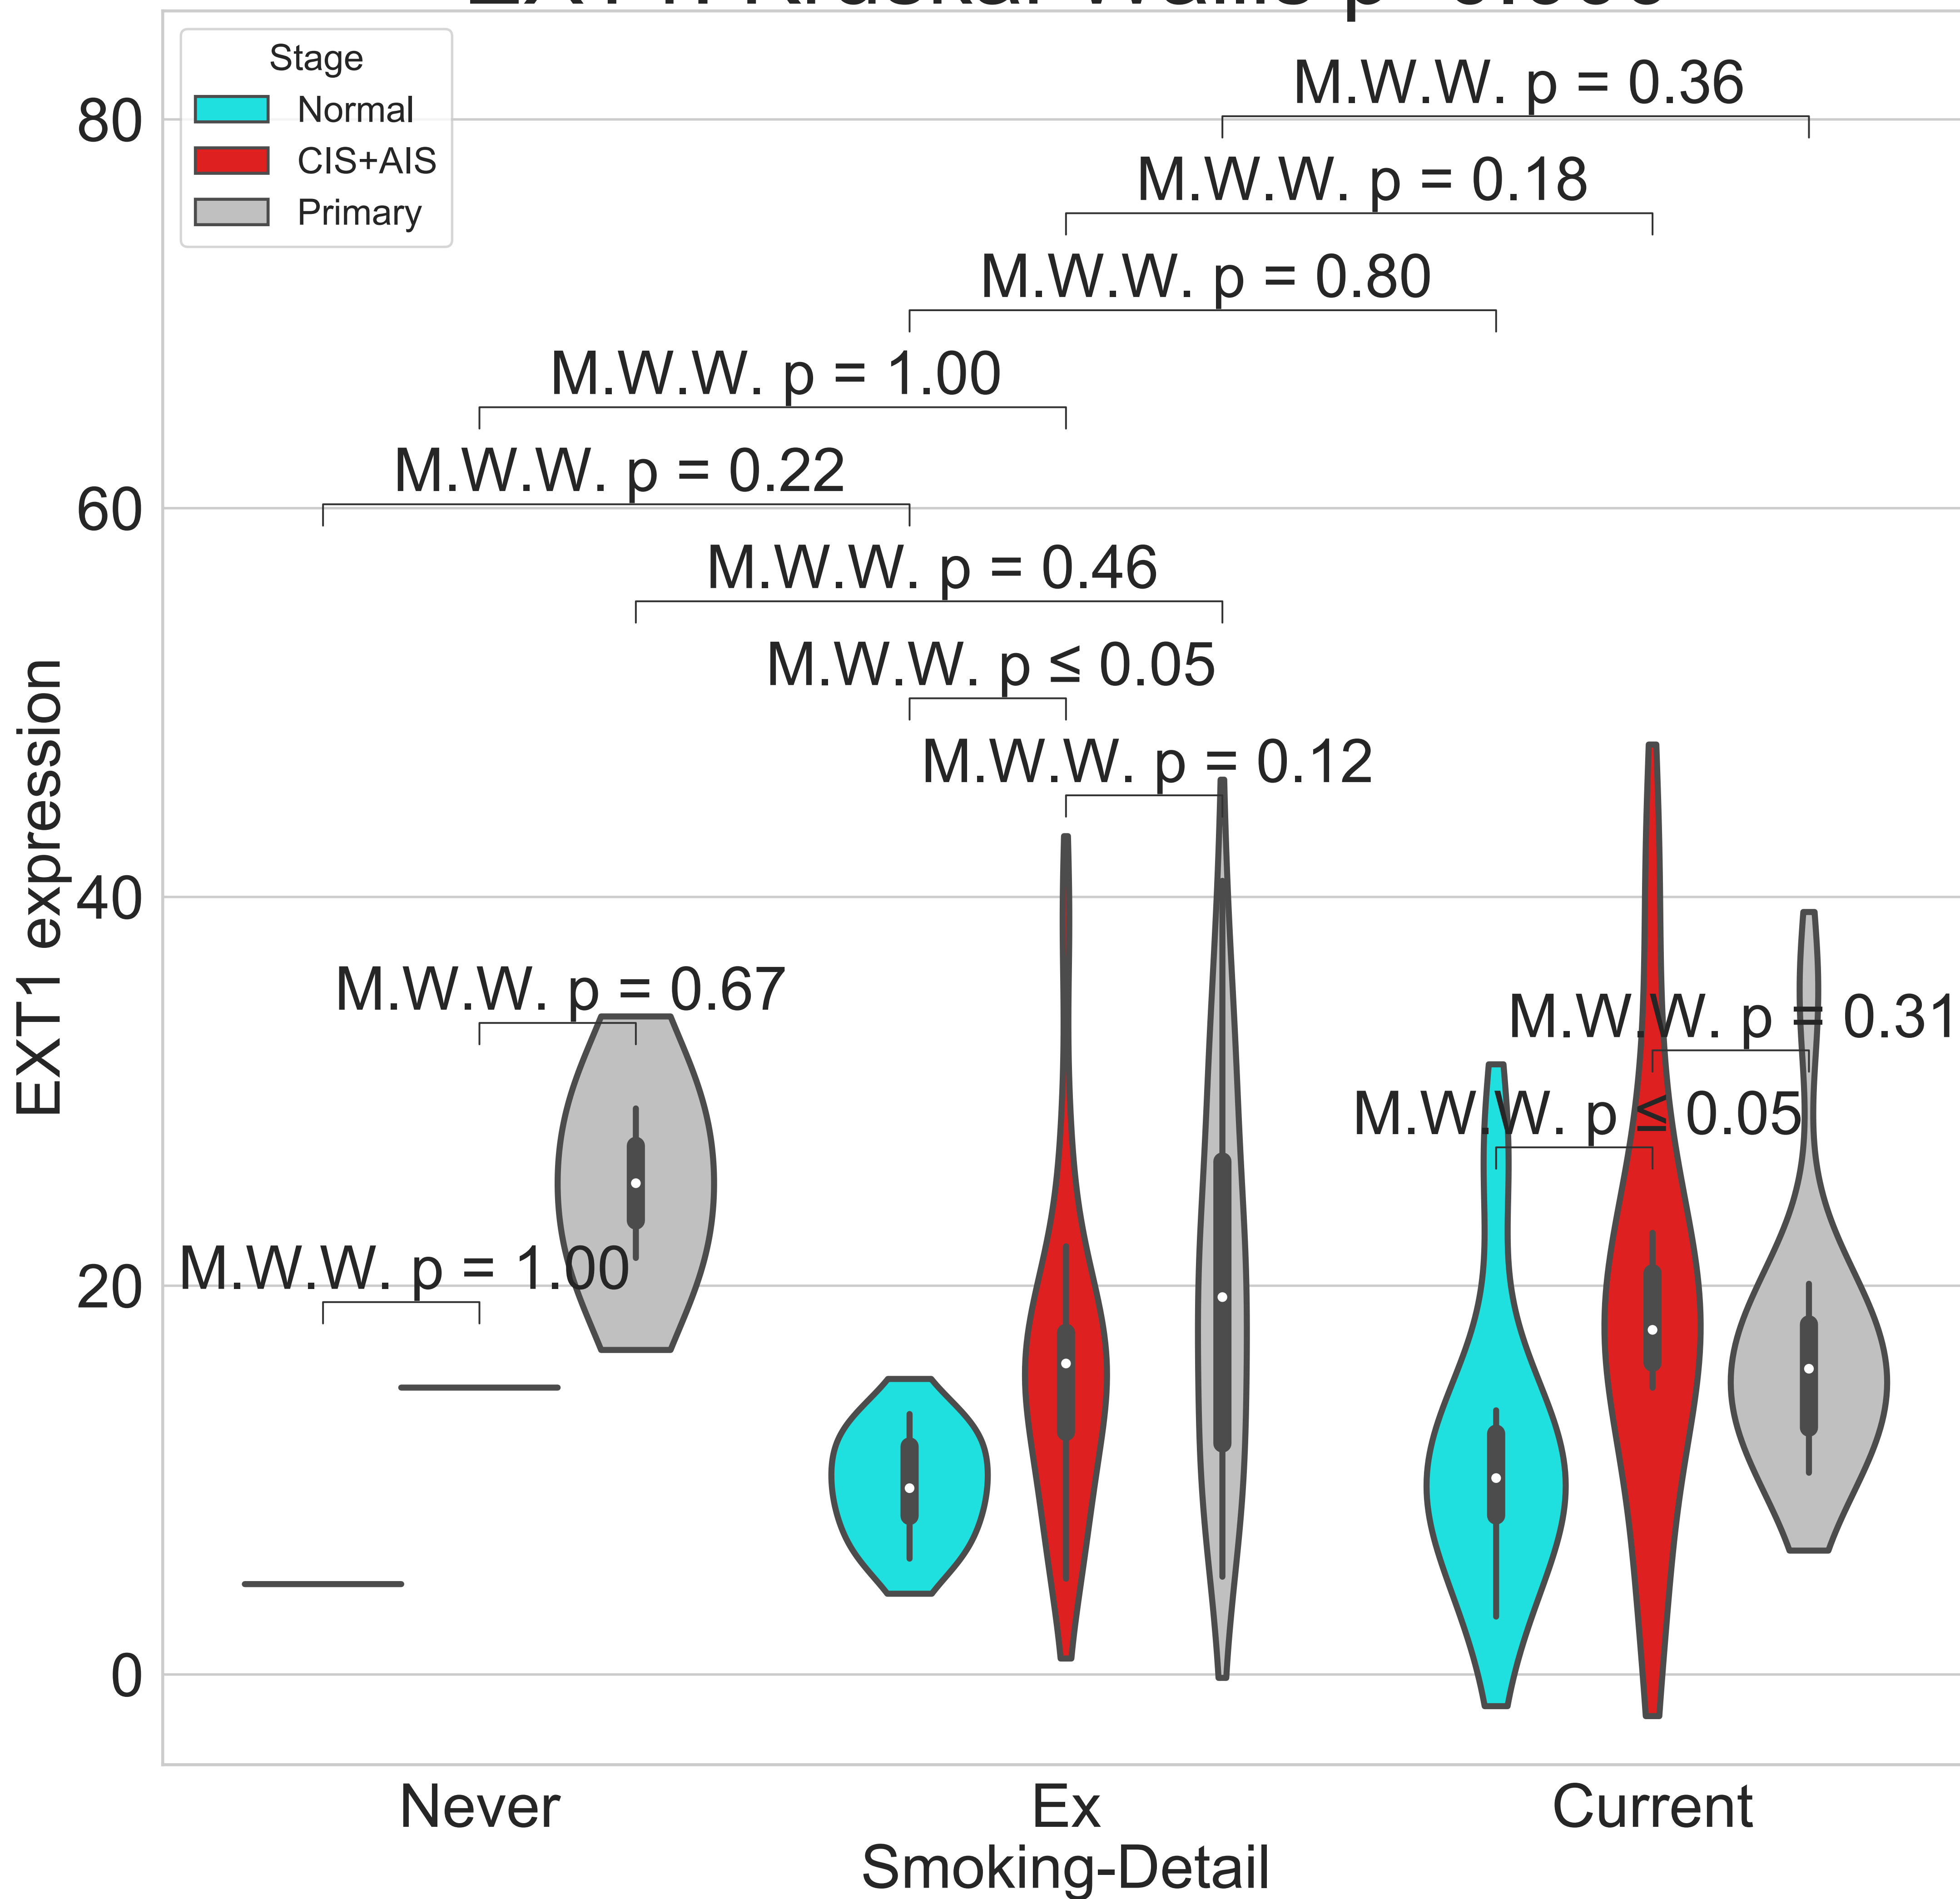 Stage
Normal
CIS+AIS
Primary
M.W.W. p = 0.36
M.W.W. p = 0.18
M.W.W. p = 0.80
M.W.W. p = 1.00
M.W.W. p = 0.22
M.W.W. p = 0.46
M.W.W. p ≤ 0.05
M.W.W. p = 0.12
M.W.W. p = 0.67
M.W.W. p = 0.31
M.W.W. p ≤ 0.05
M.W.W. p = 1.00
80
60
40
20
0
EXT1 expression
Never
Ex
Current
Smoking-Detail